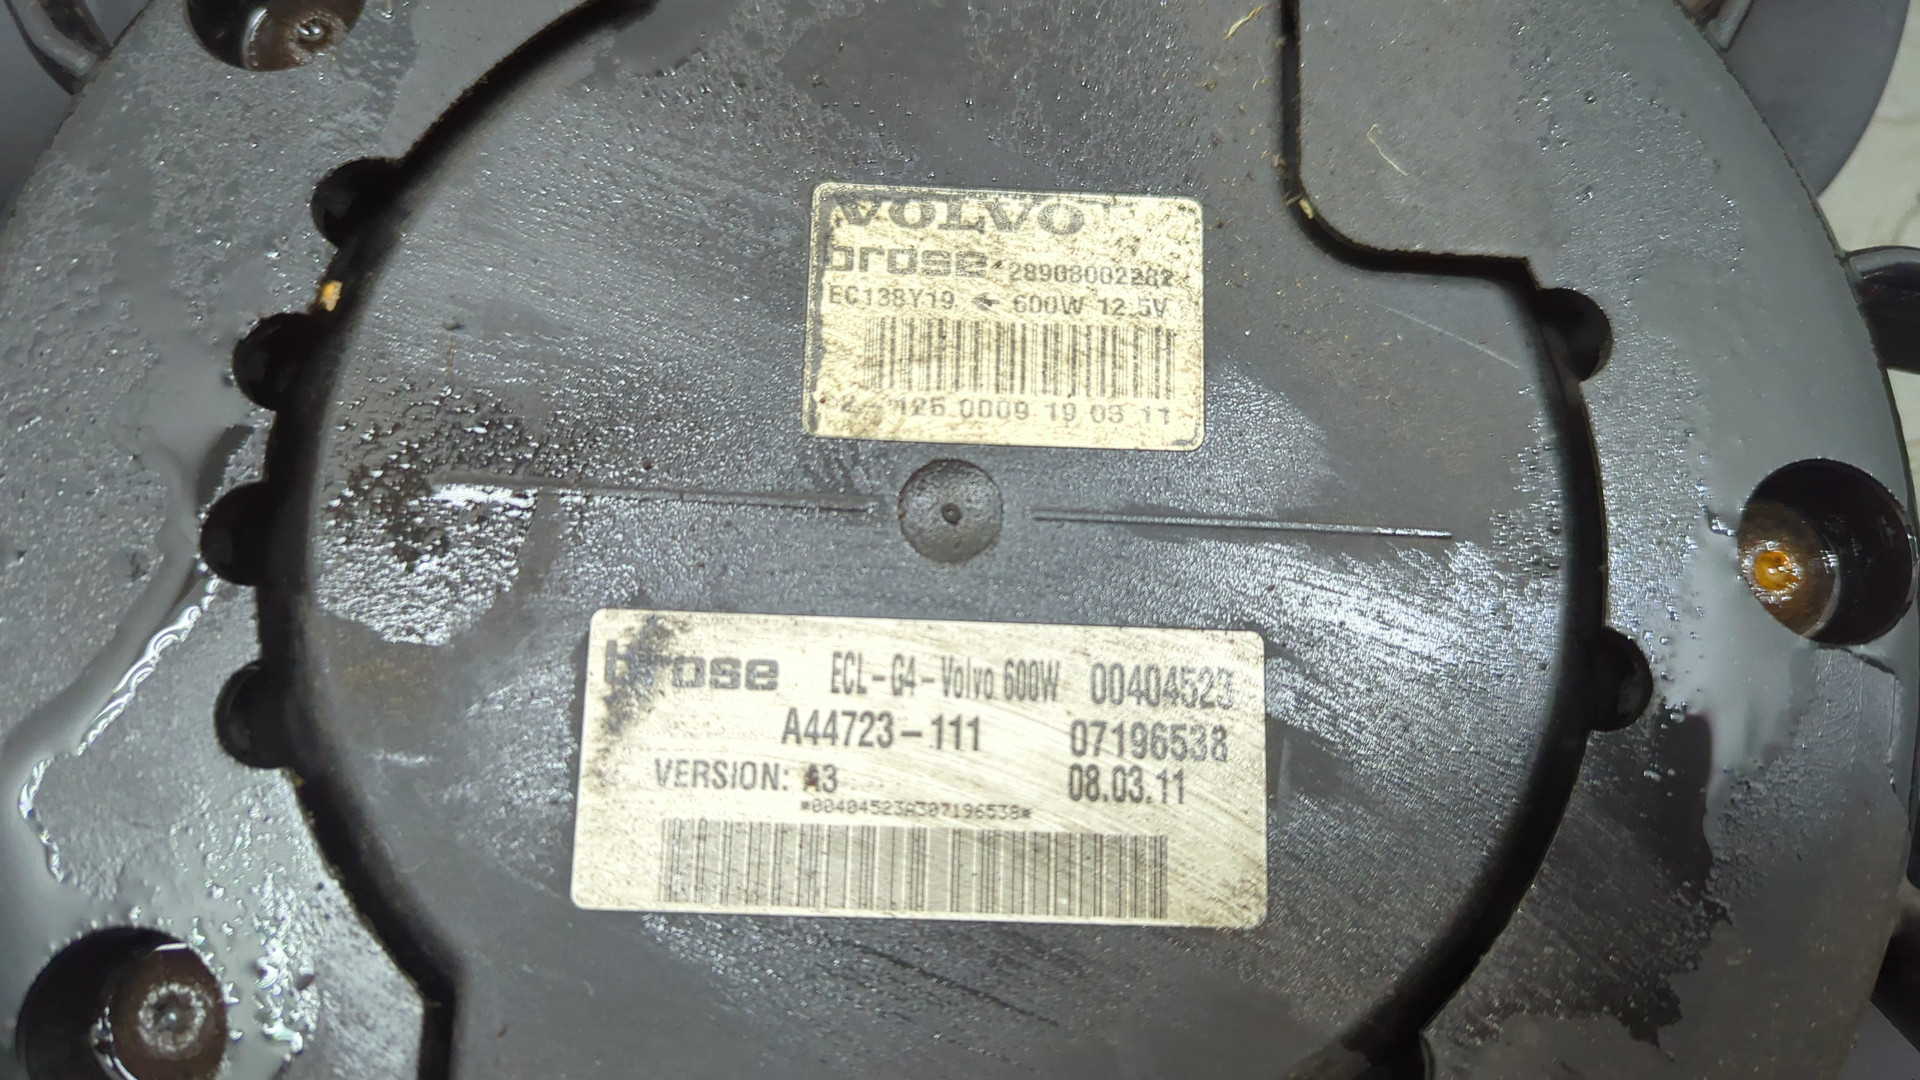 VOLVO
brose 28908002282
EC138Y19 600W 12.5V
125 0009 19 03 11
brose ECL-G4-Volvo 600W 00404523
A44723-111 07196538
VERSION: A3 08.03.11
*00404523A307196538*